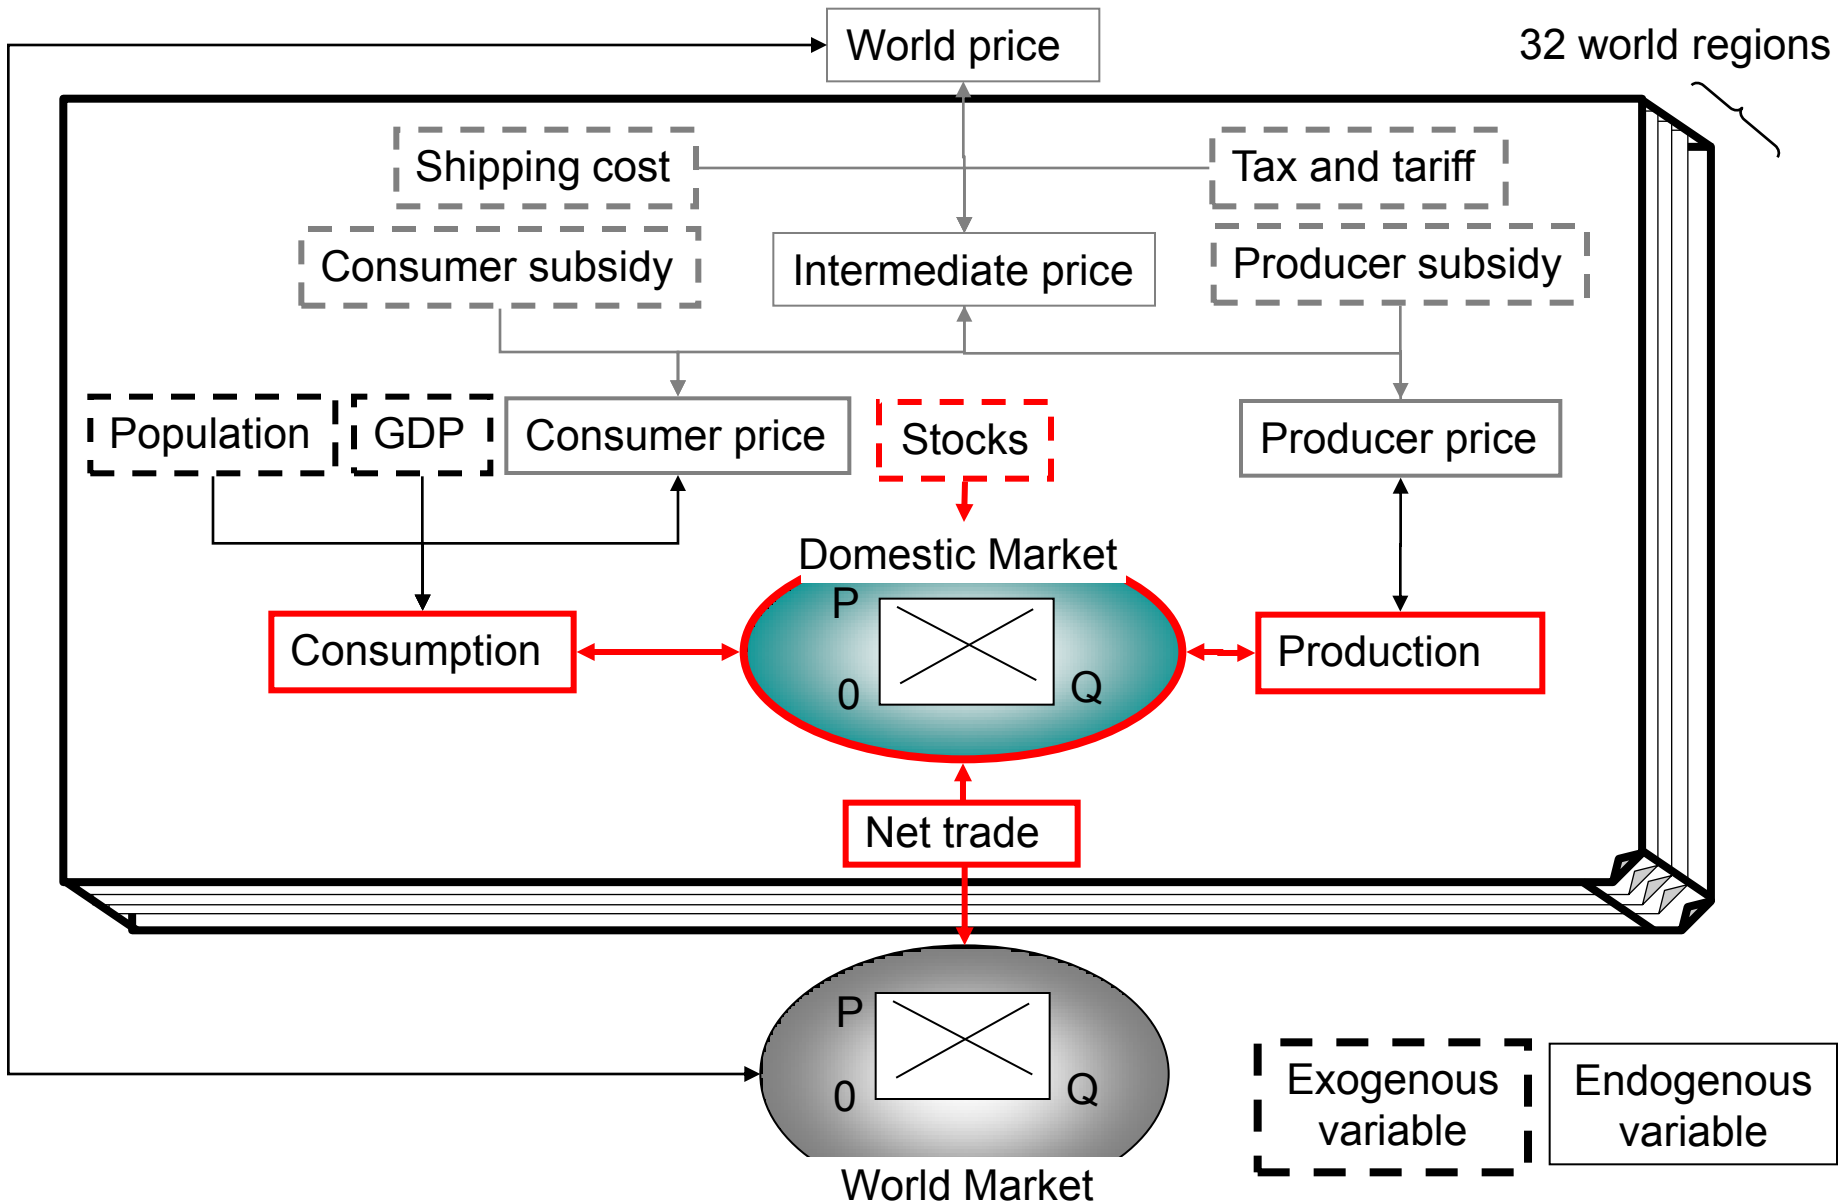 World price
32 world regions
Shipping cost
Tax and tariff
Consumer subsidy
Intermediate price
Producer subsidy
Population
GDP
Consumer price
Stocks
Producer price
Domestic Market
P
Consumption
Production
0
Q
Net trade
P
0
Q
World Market
Exogenous
variable
Endogenous
variable